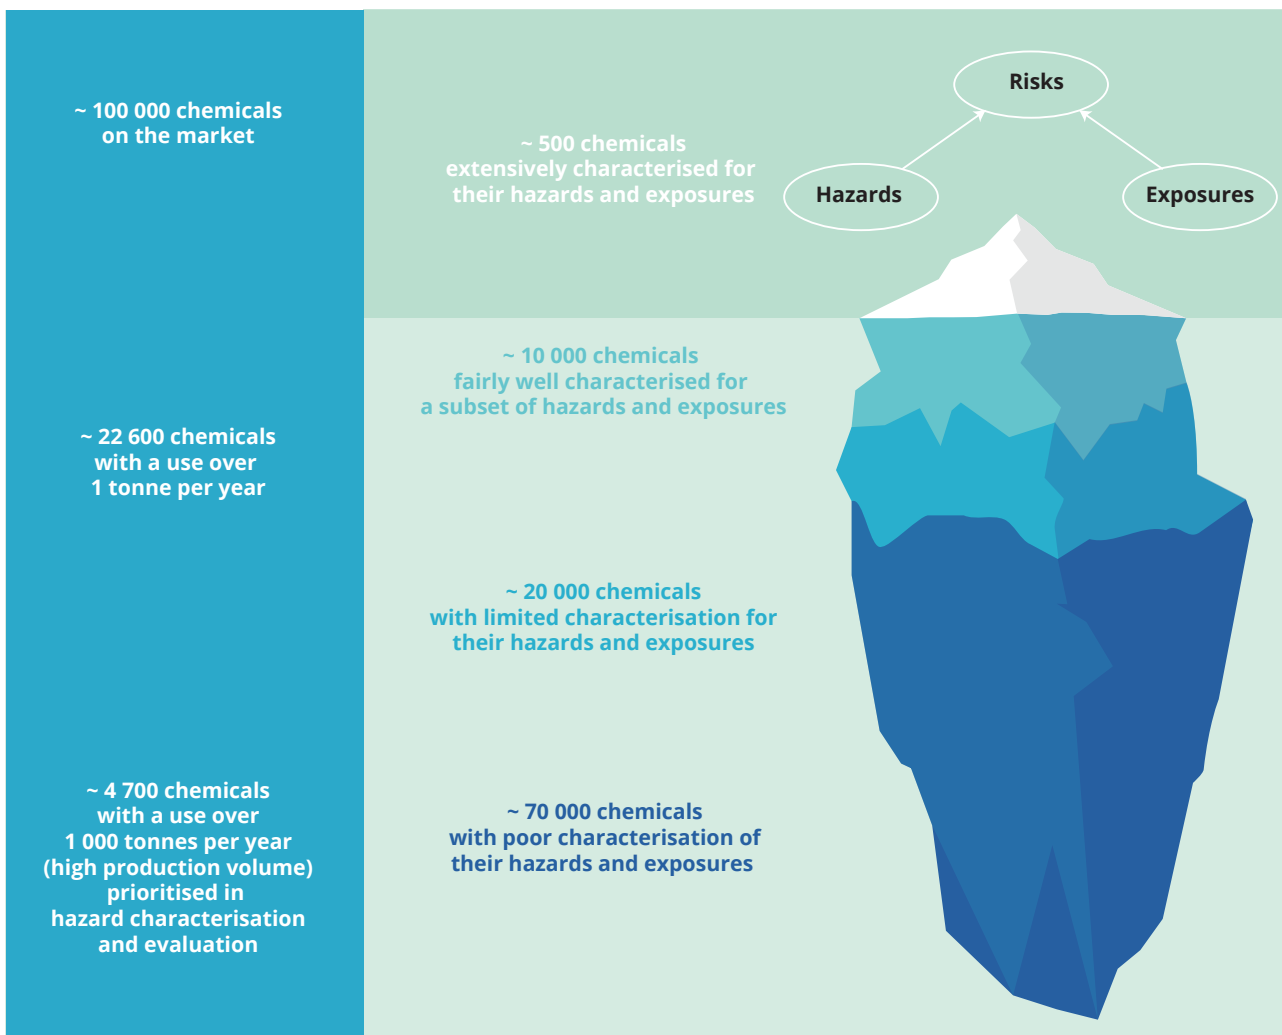 ~ 100 000 chemicals
on the market
~ 22 600 chemicals
with a use over
1 tonne per year
~ 4 700 chemicals
with a use over
1 000 tonnes per year
(high production volume)
prioritised in
hazard characterisation
and evaluation
~ 500 chemicals
extensively characterised for
their hazards and exposures
Risks
Hazards
Exposures
~ 10 000 chemicals
fairly well characterised for
a subset of hazards and exposures
~ 20 000 chemicals
with limited characterisation for
their hazards and exposures
~ 70 000 chemicals
with poor characterisation of
their hazards and exposures